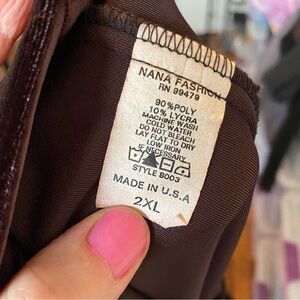 NANA FASHION
RN 99479
90%POLY
10% LYCRA
MACHINE WASH
COLD WATER
DO NOT BLEACH
LAY FLAT TO DRY
LOW IRON
IF NECESSARY
STYLE 8003
MADE IN U.S.A
2XL